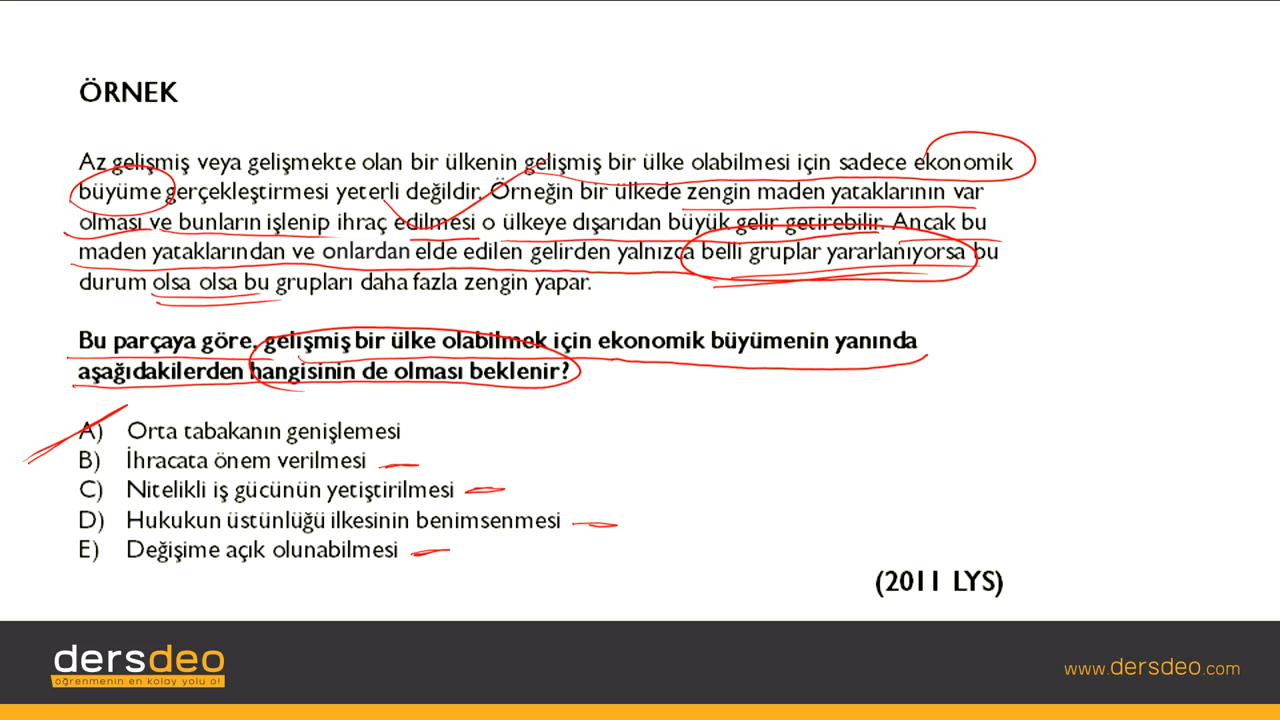 ÖRNEK
Az gelişmiş veya gelişmekte olan bir ülkenin gelişmiş bir ülke olabilmesi için sadece ekonomik
büyüme gerçekleştirmesi yeterli değildir. Örneğin bir ülkede zengin maden yataklarının var
olması ve bunların işlenip ihraç edilmesi o ülkeye dışarıdan büyük gelir getirebilir. Ancak bu
maden yataklarından ve onlardan elde edilen gelirden yalnızca belli gruplar yararlanıyorsa bu
durum olsa olsa bu grupları daha fazla zengin yapar.
Bu parçaya göre, gelişmiş bir ülke olabilmek için ekonomik büyümenin yanında
aşağıdakilerden hangisinin de olması beklenir?
A) Orta tabakanın genişlemesi
B) İhracata önem verilmesi
C) Nitelikli iş gücünün yetiştirilmesi
D) Hukukun üstünlüğü ilkesinin benimsenmesi
E) Değişime açık olunabilmesi
(2011 LYS)
dersdeo
öğrenmenin en kolay yolu o!
www.dersdeo.com